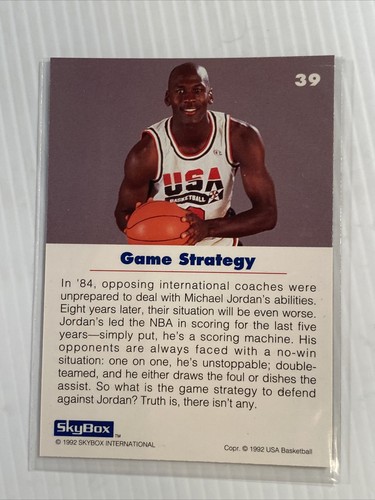 39
USA
BASKETBALL
Game Strategy
In '84, opposing international coaches were
unprepared to deal with Michael Jordan's abilities.
Eight years later, their situation will be even worse.
Jordan's led the NBA in scoring for the last five
years—simply put, he's a scoring machine. His
opponents are always faced with a no-win
situation: one on one, he's unstoppable; double-
teamed, and he either draws the foul or dishes the
assist. So what is the game strategy to defend
against Jordan? Truth is, there isn't any.
SkyBox™
© 1992 SKYBOX INTERNATIONAL
Copr. © 1992 USA Basketball